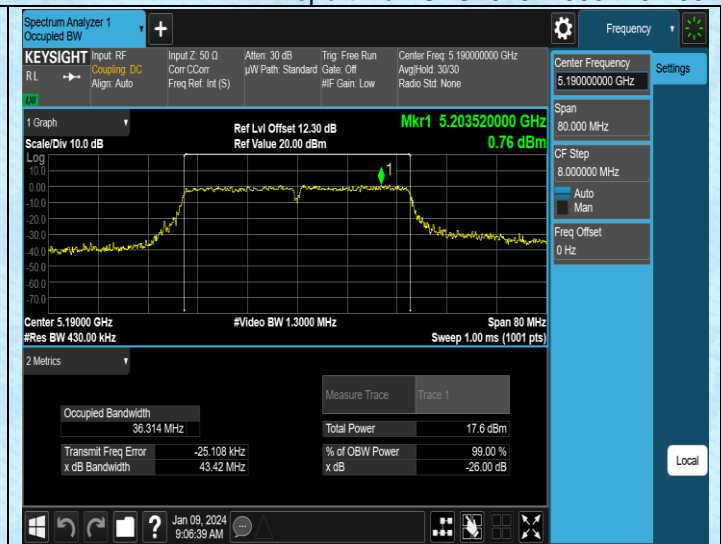 Spectrum Analyzer 1
Occupied BW
Frequency
KEYSIGHT
RL
Input: RF
Coupling: DC
Align: Auto
Input Z: 50 Ω
Corr CCorr
Freq Ref: Int (S)
Atten: 30 dB
µW Path: Standard
Trig: Free Run
Gate: Off
#IF Gain: Low
Center Freq: 5.190000000 GHz
Avg|Hold: 30/30
Radio Std: None
1 Graph
Scale/Div 10.0 dB
Ref Lvl Offset 12.30 dB
Ref Value 20.00 dBm
Mkr1 5.203520000 GHz
0.76 dBm
Log
10.0
0.00
-10.0
-20.0
-30.0
-40.0
-50.0
-60.0
-70.0
1
Center 5.19000 GHz
#Video BW 1.3000 MHz
Span 80 MHz
#Res BW 430.00 kHz
Sweep 1.00 ms (1001 pts)
2 Metrics
Measure Trace
Trace 1
Occupied Bandwidth
36.314 MHz
Total Power
17.6 dBm
Transmit Freq Error
-25.108 kHz
% of OBW Power
99.00 %
x dB Bandwidth
43.42 MHz
x dB
-26.00 dB
Center Frequency
5.190000000 GHz
Settings
Span
80.000 MHz
CF Step
8.000000 MHz
Auto
Man
Freq Offset
0 Hz
Local
?
Jan 09, 2024
9:06:39 AM